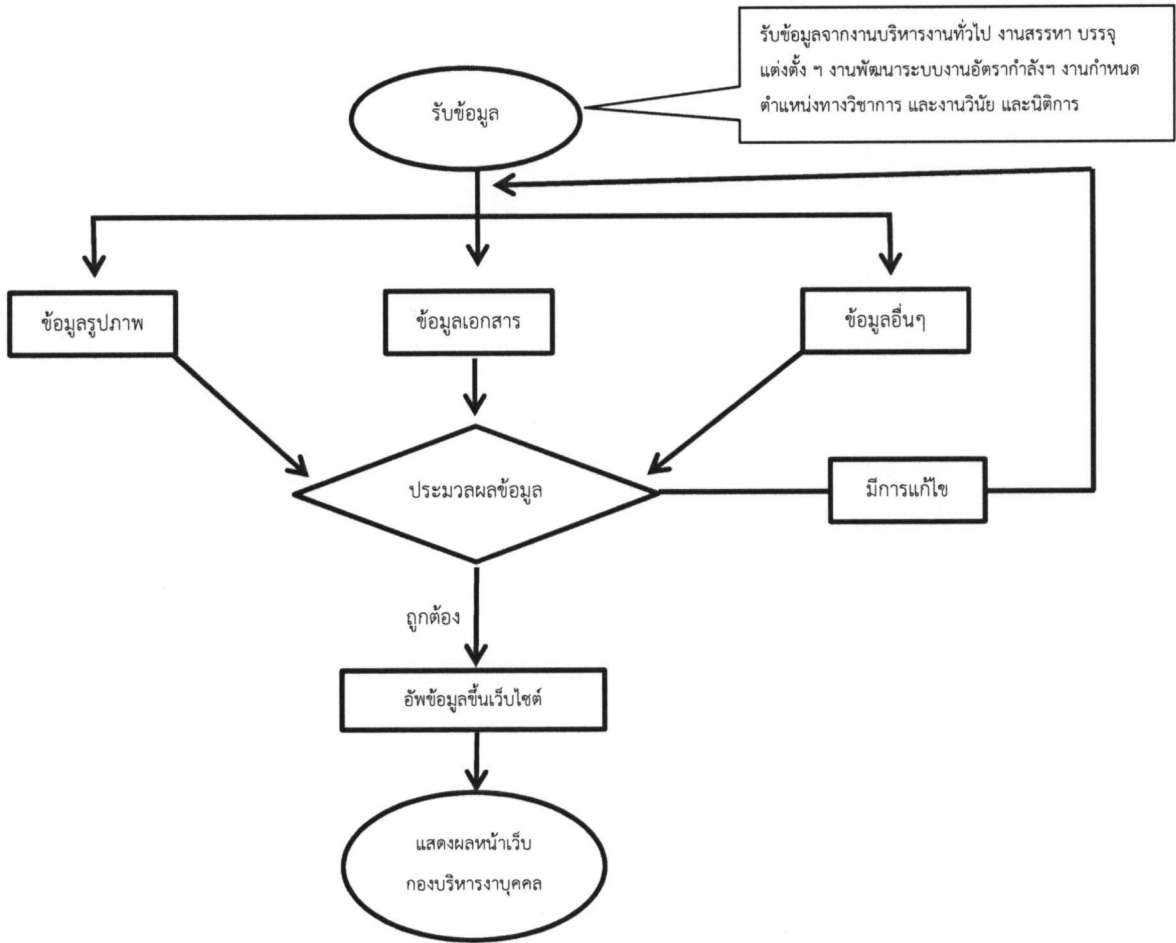 รับข้อมูลจากงานบริหารงานทั่วไป งานสรรหา บรรจุ
แต่งตั้ง ฯ งานพัฒนาระบบงานอัตรากำลังฯ งานกำหนด
ตำแหน่งทางวิชาการ และงานวินัย และนิติการ
รับข้อมูล
ข้อมูลรูปภาพ
ข้อมูลเอกสาร
ข้อมูลอื่นๆ
ประมวลผลข้อมูล
มีการแก้ไข
ถูกต้อง
อัพข้อมูลขึ้นเว็บไซต์
แสดงผลหน้าเว็บ
กองบริหารงาบุคคล